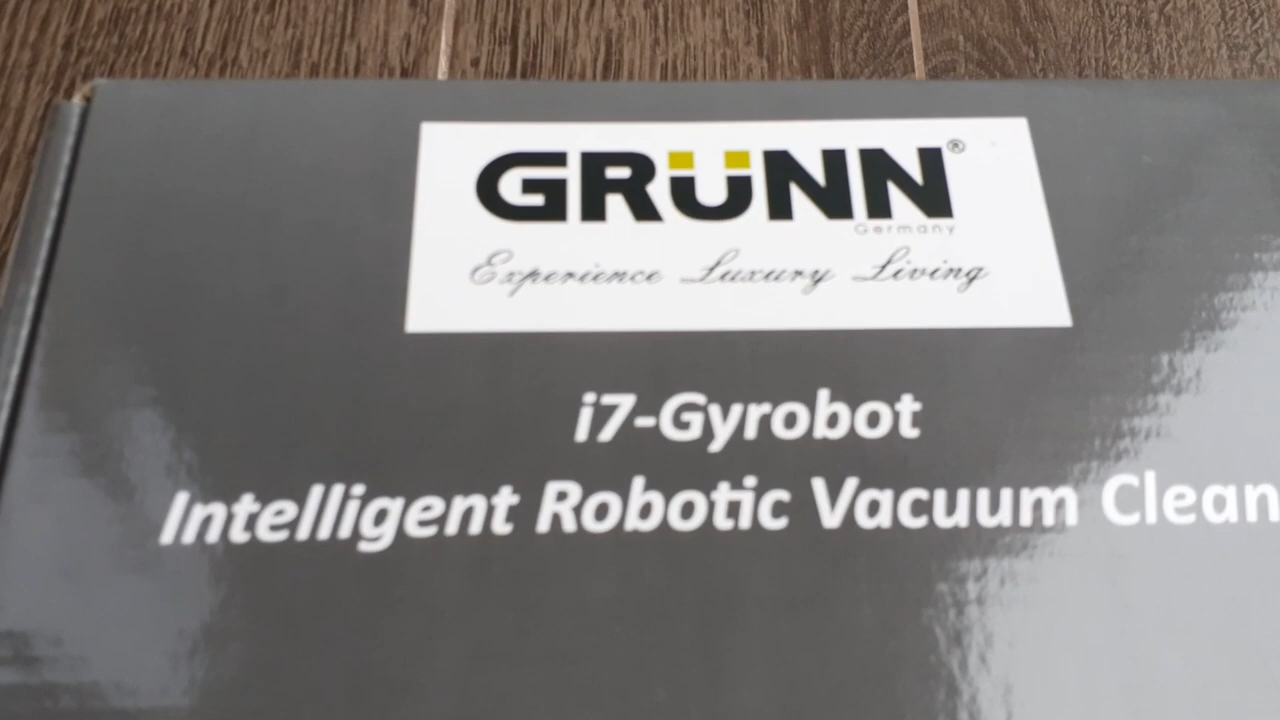 GRÜNN®
Germany
Experience Luxury Living
i7-Gyrobot
Intelligent Robotic Vacuum Clean